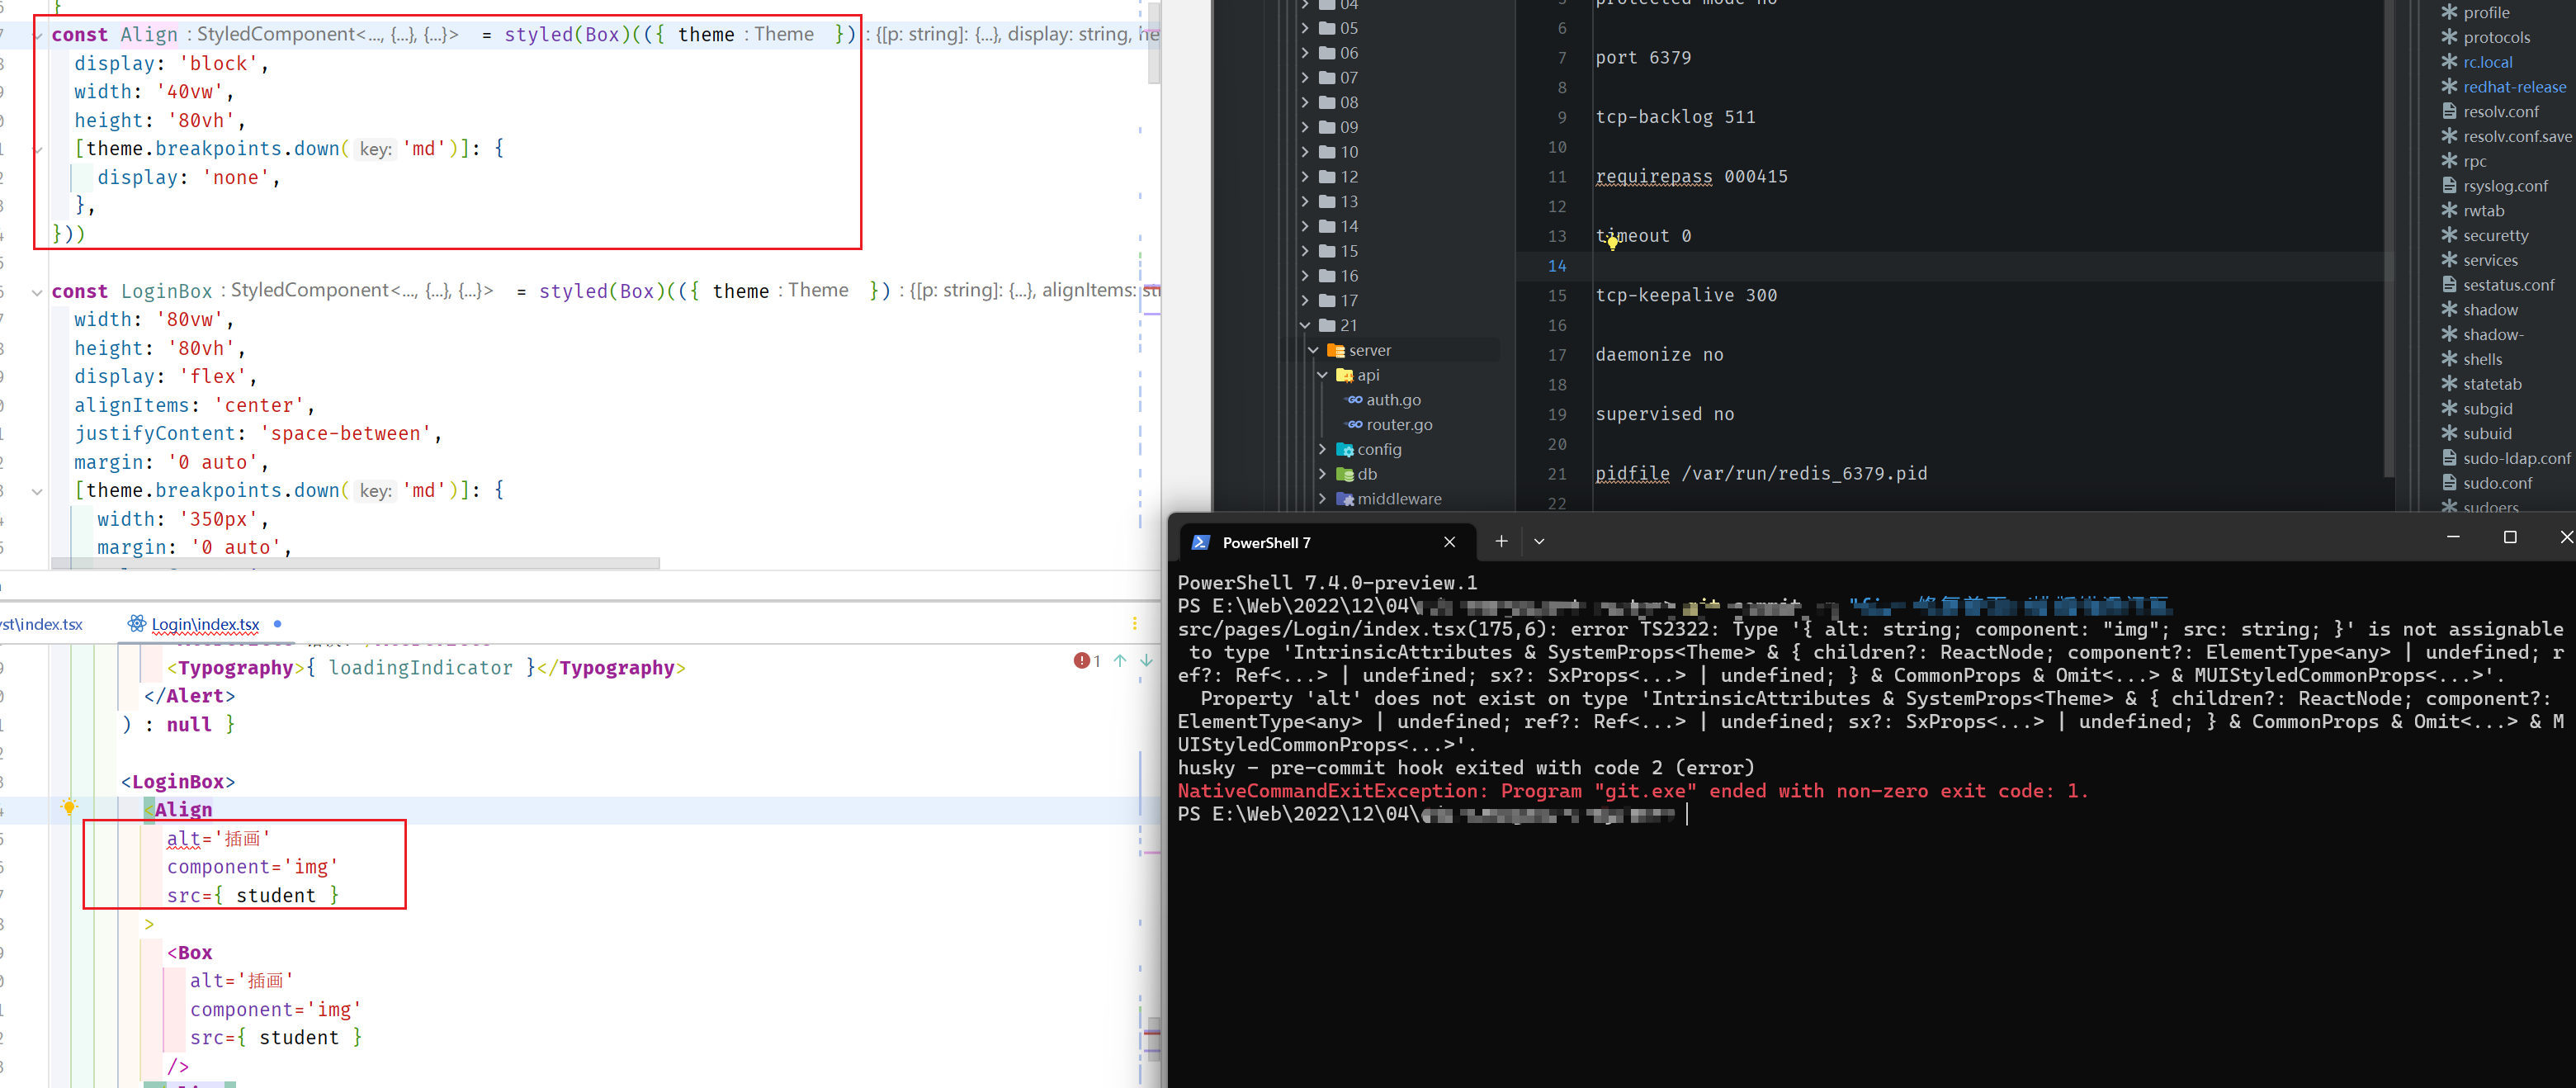 }
const Align : StyledComponent<..., {...}, {...}> = styled(Box)(({ theme : Theme }) : {[p: string]: {...}, display: string, he
display: 'block',
width: '40vw',
height: '80vh',
[theme.breakpoints.down( key: 'md')]: {
display: 'none',
},
}))
const LoginBox : StyledComponent<..., {...}, {...}> = styled(Box)(({ theme : Theme }) : {[p: string]: {...}, alignItems: str
width: '80vw',
height: '80vh',
display: 'flex',
alignItems: 'center',
justifyContent: 'space-between',
margin: '0 auto',
[theme.breakpoints.down( key: 'md')]: {
width: '350px',
margin: '0 auto',
yst\index.tsx
Login\index.tsx
1
<Typography>{ loadingIndicator }</Typography>
</Alert>
) : null }
<LoginBox>
<Align
alt='插画'
component='img'
src={ student }
>
<Box
alt='插画'
component='img'
src={ student }
/>
04
05
06
07
08
09
10
12
13
14
15
16
17
21
server
api
auth.go
router.go
config
db
middleware
protected-mode no
6
7 port 6379
8
9 tcp-backlog 511
10
11 requirepass 000415
12
13 timeout 0
14
15 tcp-keepalive 300
16
17 daemonize no
18
19 supervised no
20
21 pidfile /var/run/redis_6379.pid
22
profile
protocols
rc.local
redhat-release
resolv.conf
resolv.conf.save
rpc
rsyslog.conf
rwtab
securetty
services
sestatus.conf
shadow
shadow-
shells
statetab
subgid
subuid
sudo-ldap.conf
sudo.conf
sudoers
PowerShell 7
PowerShell 7.4.0-preview.1
PS E:\Web\2022\12\04\
src/pages/Login/index.tsx(175,6): error TS2322: Type '{ alt: string; component: "img"; src: string; }' is not assignable
to type 'IntrinsicAttributes & SystemProps<Theme> & { children?: ReactNode; component?: ElementType<any> | undefined; r
ef?: Ref<...> | undefined; sx?: SxProps<...> | undefined; } & CommonProps & Omit<...> & MUIStyledCommonProps<...>'.
Property 'alt' does not exist on type 'IntrinsicAttributes & SystemProps<Theme> & { children?: ReactNode; component?:
ElementType<any> | undefined; ref?: Ref<...> | undefined; sx?: SxProps<...> | undefined; } & CommonProps & Omit<...> & M
UIStyledCommonProps<...>'.
husky - pre-commit hook exited with code 2 (error)
NativeCommandExitException: Program "git.exe" ended with non-zero exit code: 1.
PS E:\Web\2022\12\04\